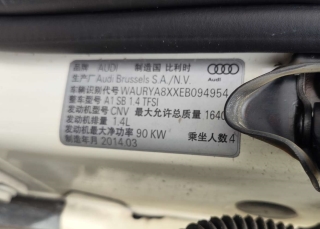 品牌 AUDI 制造国 比利时
生产厂 Audi Brussels S.A./N.V.
Audi
车辆识别代号 WAURYA8XXEB094954
整车型号 A1 SB 1.4 TFSI
发动机型号 CNV 最大允许总质量 1640
发动机排量 1.4L
发动机最大净功率 90 KW 乘坐人数 4
制造年月 2014.03